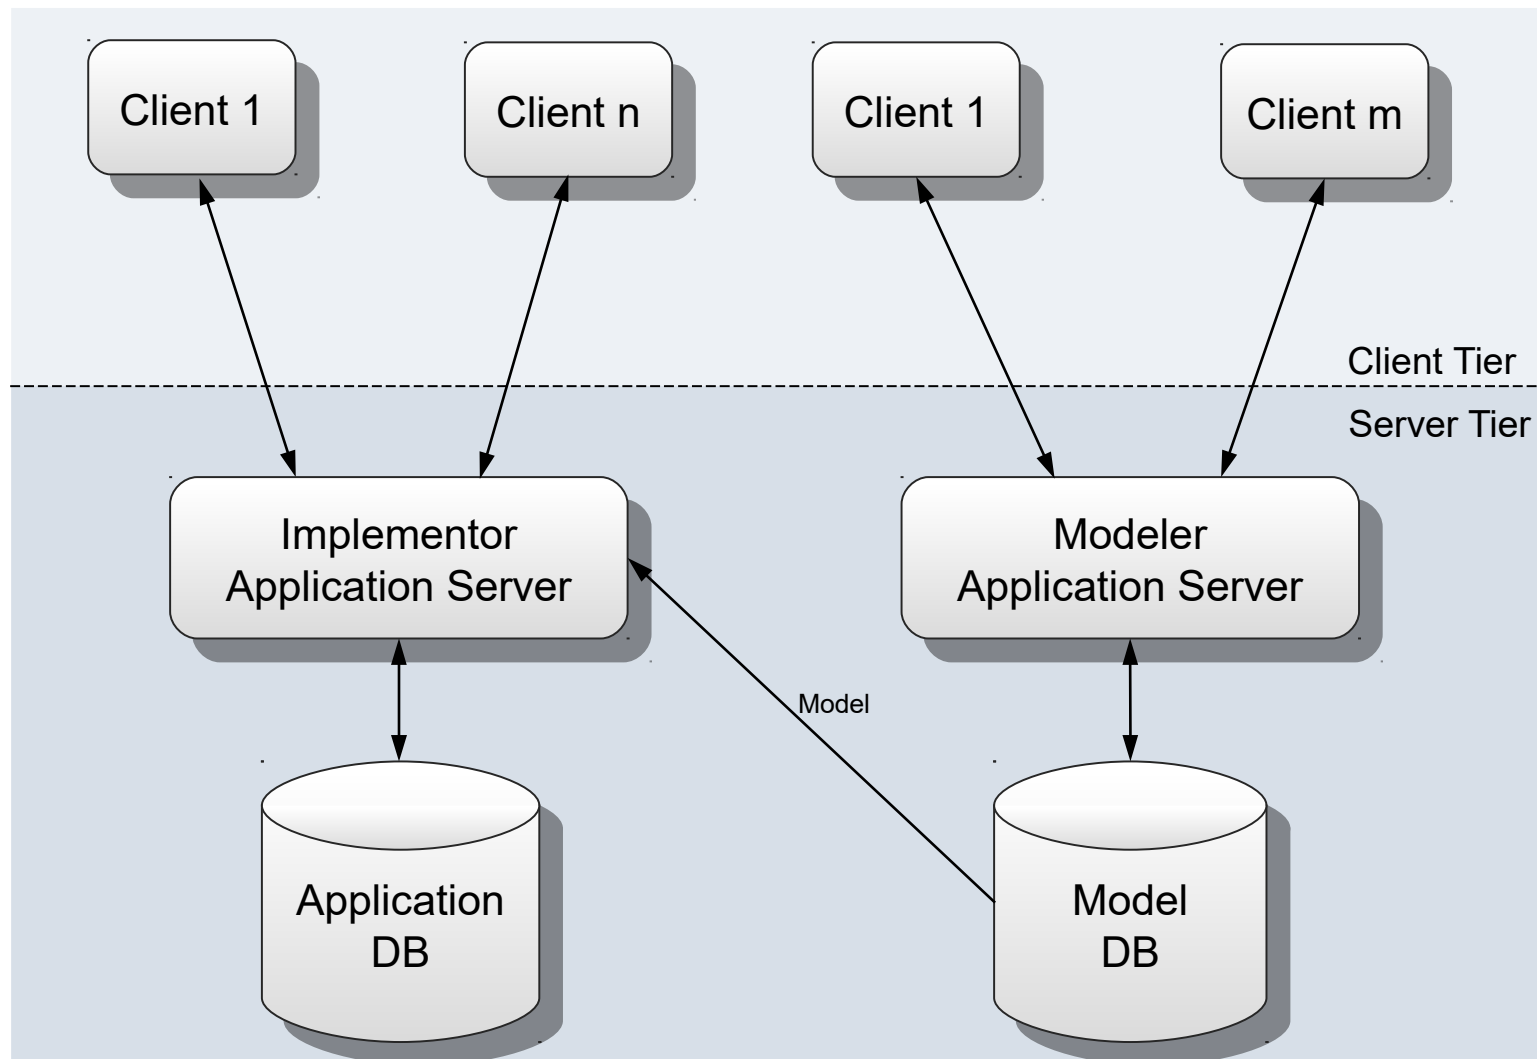 Client 1
Client n
Client 1
Client m
Client Tier
Server Tier
Implementor
Application Server
Modeler
Application Server
Model
Application
DB
Model
DB